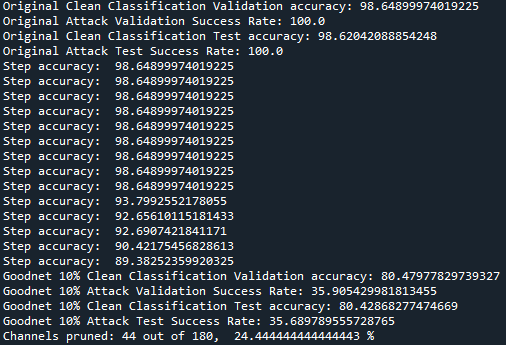 Original Clean Classification Validation accuracy: 98.64899974019225
Original Attack Validation Success Rate: 100.0
Original Clean Classification Test accuracy: 98.62042088854248
Original Attack Test Success Rate: 100.0
Step accuracy:  98.64899974019225
Step accuracy:  98.64899974019225
Step accuracy:  98.64899974019225
Step accuracy:  98.64899974019225
Step accuracy:  98.64899974019225
Step accuracy:  98.64899974019225
Step accuracy:  98.64899974019225
Step accuracy:  98.64899974019225
Step accuracy:  98.64899974019225
Step accuracy:  93.7992552178055
Step accuracy:  92.65610115181433
Step accuracy:  92.6907421841171
Step accuracy:  90.42175456828613
Step accuracy:  89.38252359920325
Goodnet 10% Clean Classification Validation accuracy: 80.47977829739327
Goodnet 10% Attack Validation Success Rate: 35.905429981813455
Goodnet 10% Clean Classification Test accuracy: 80.42868277474669
Goodnet 10% Attack Test Success Rate: 35.689789555728765
Channels pruned: 44 out of 180,  24.444444444444443 %